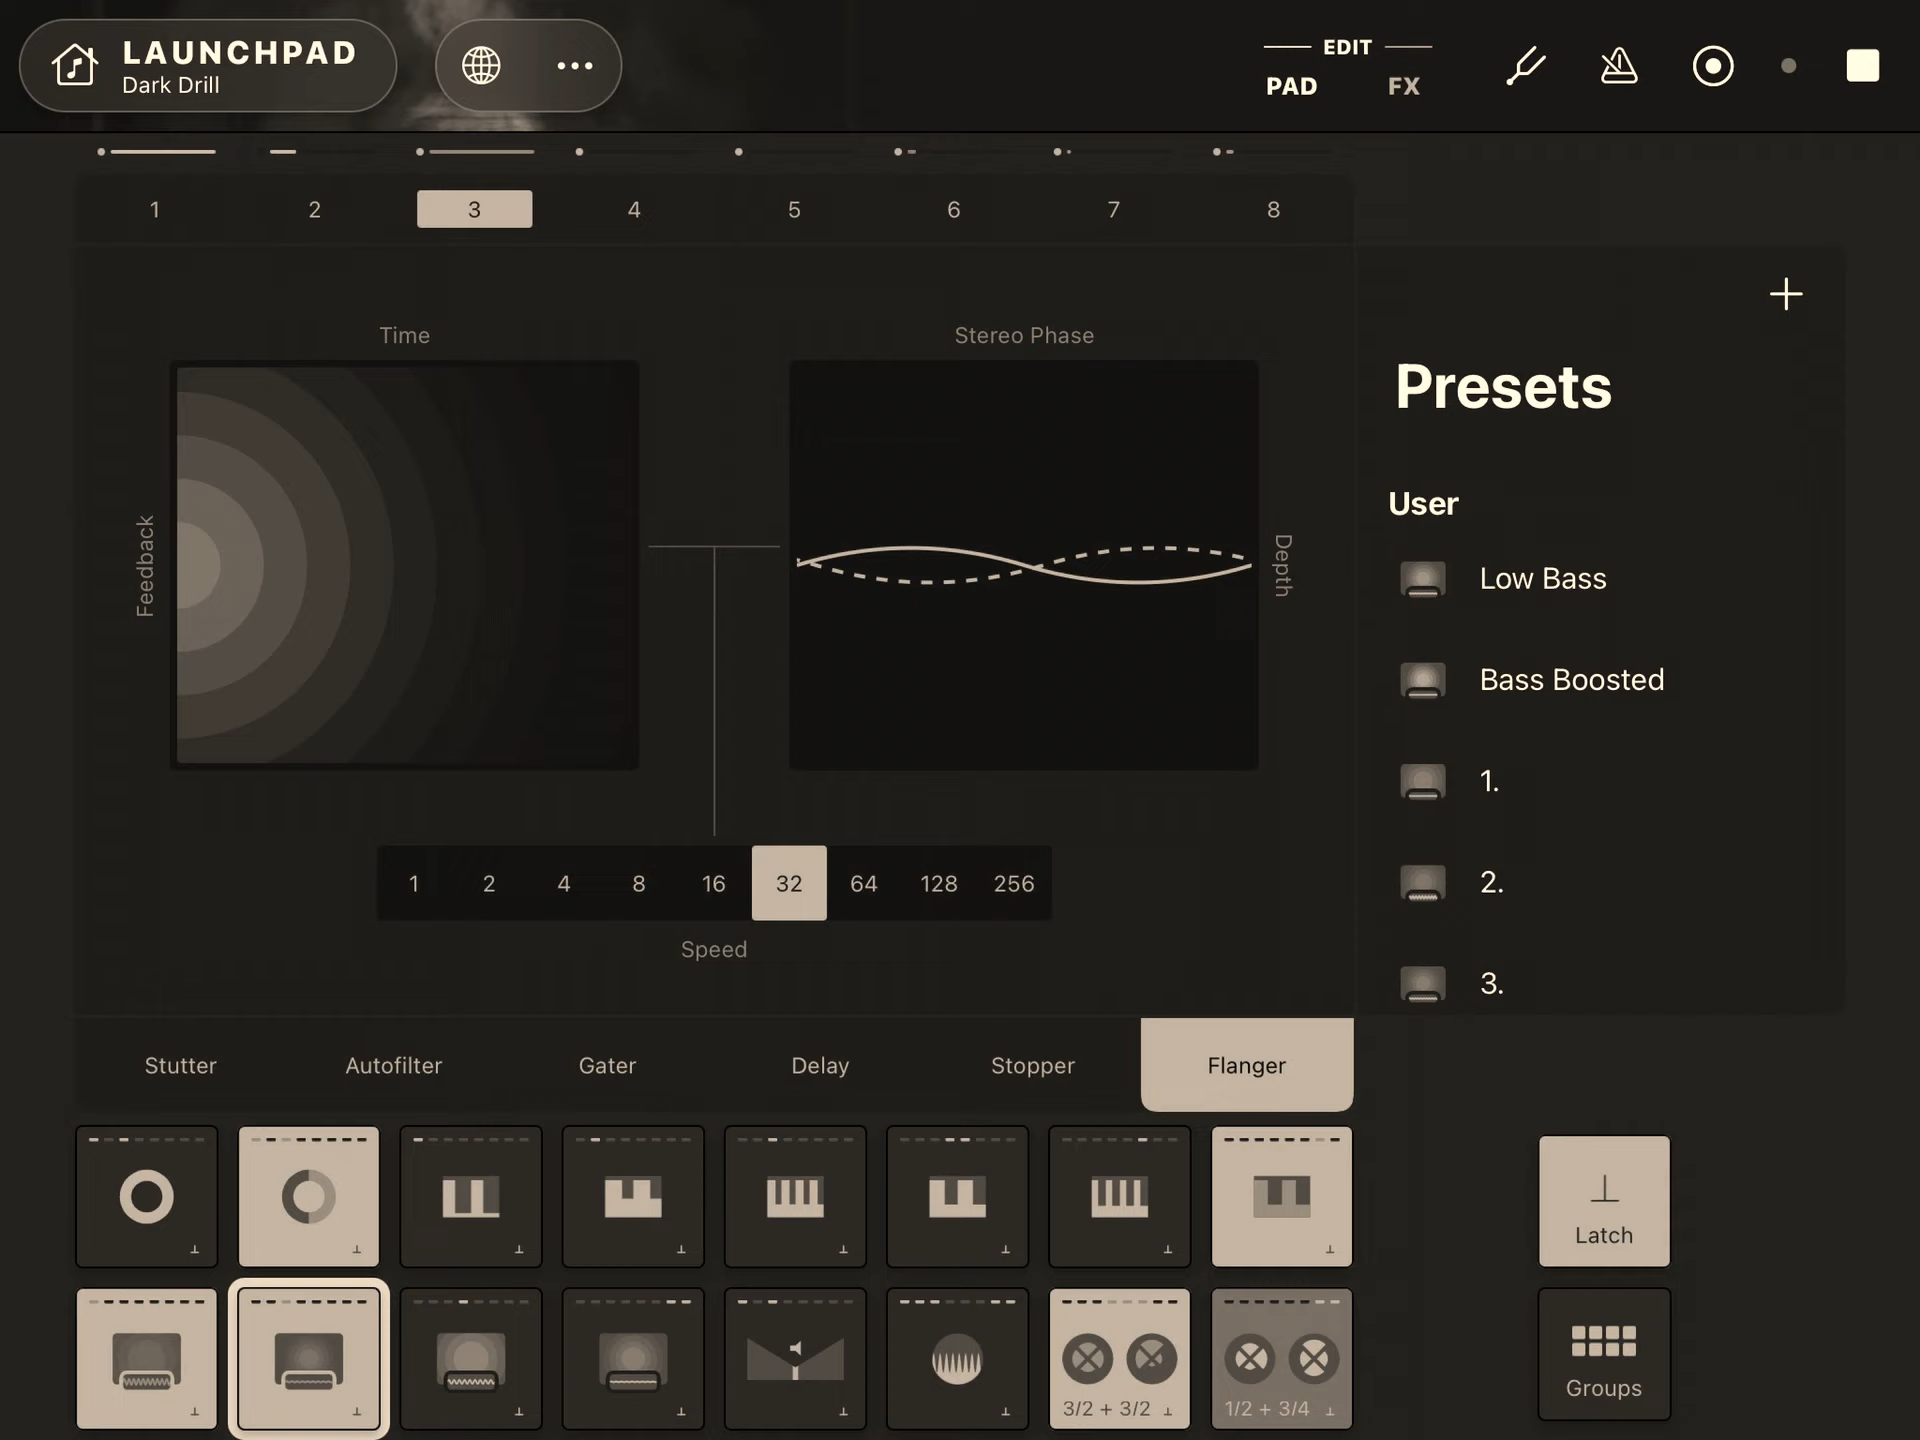 LAUNCHPAD
Dark Drill
EDIT
PAD FX
1 2 3 4 5 6 7 8
Time
Stereo Phase
Feedback
Depth
1 2 4 8 16 32 64 128 256
Speed
Presets
User
Low Bass
Bass Boosted
1.
2.
3.
Stutter Autofilter Gater Delay Stopper Flanger
Latch
3/2 + 3/2
1/2 + 3/4
Groups